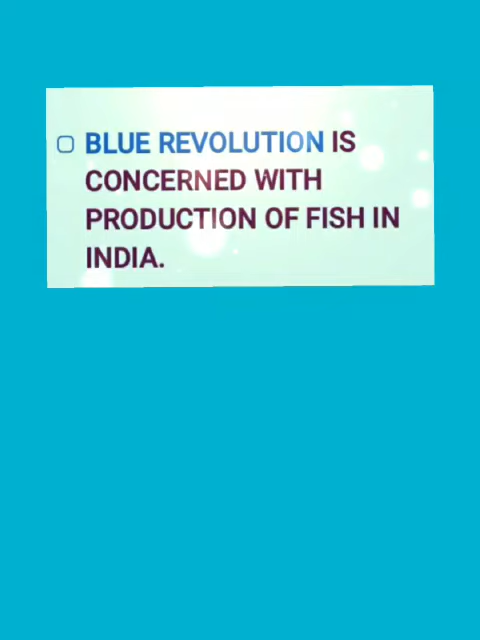 BLUE REVOLUTION IS
CONCERNED WITH
PRODUCTION OF FISH IN
INDIA.